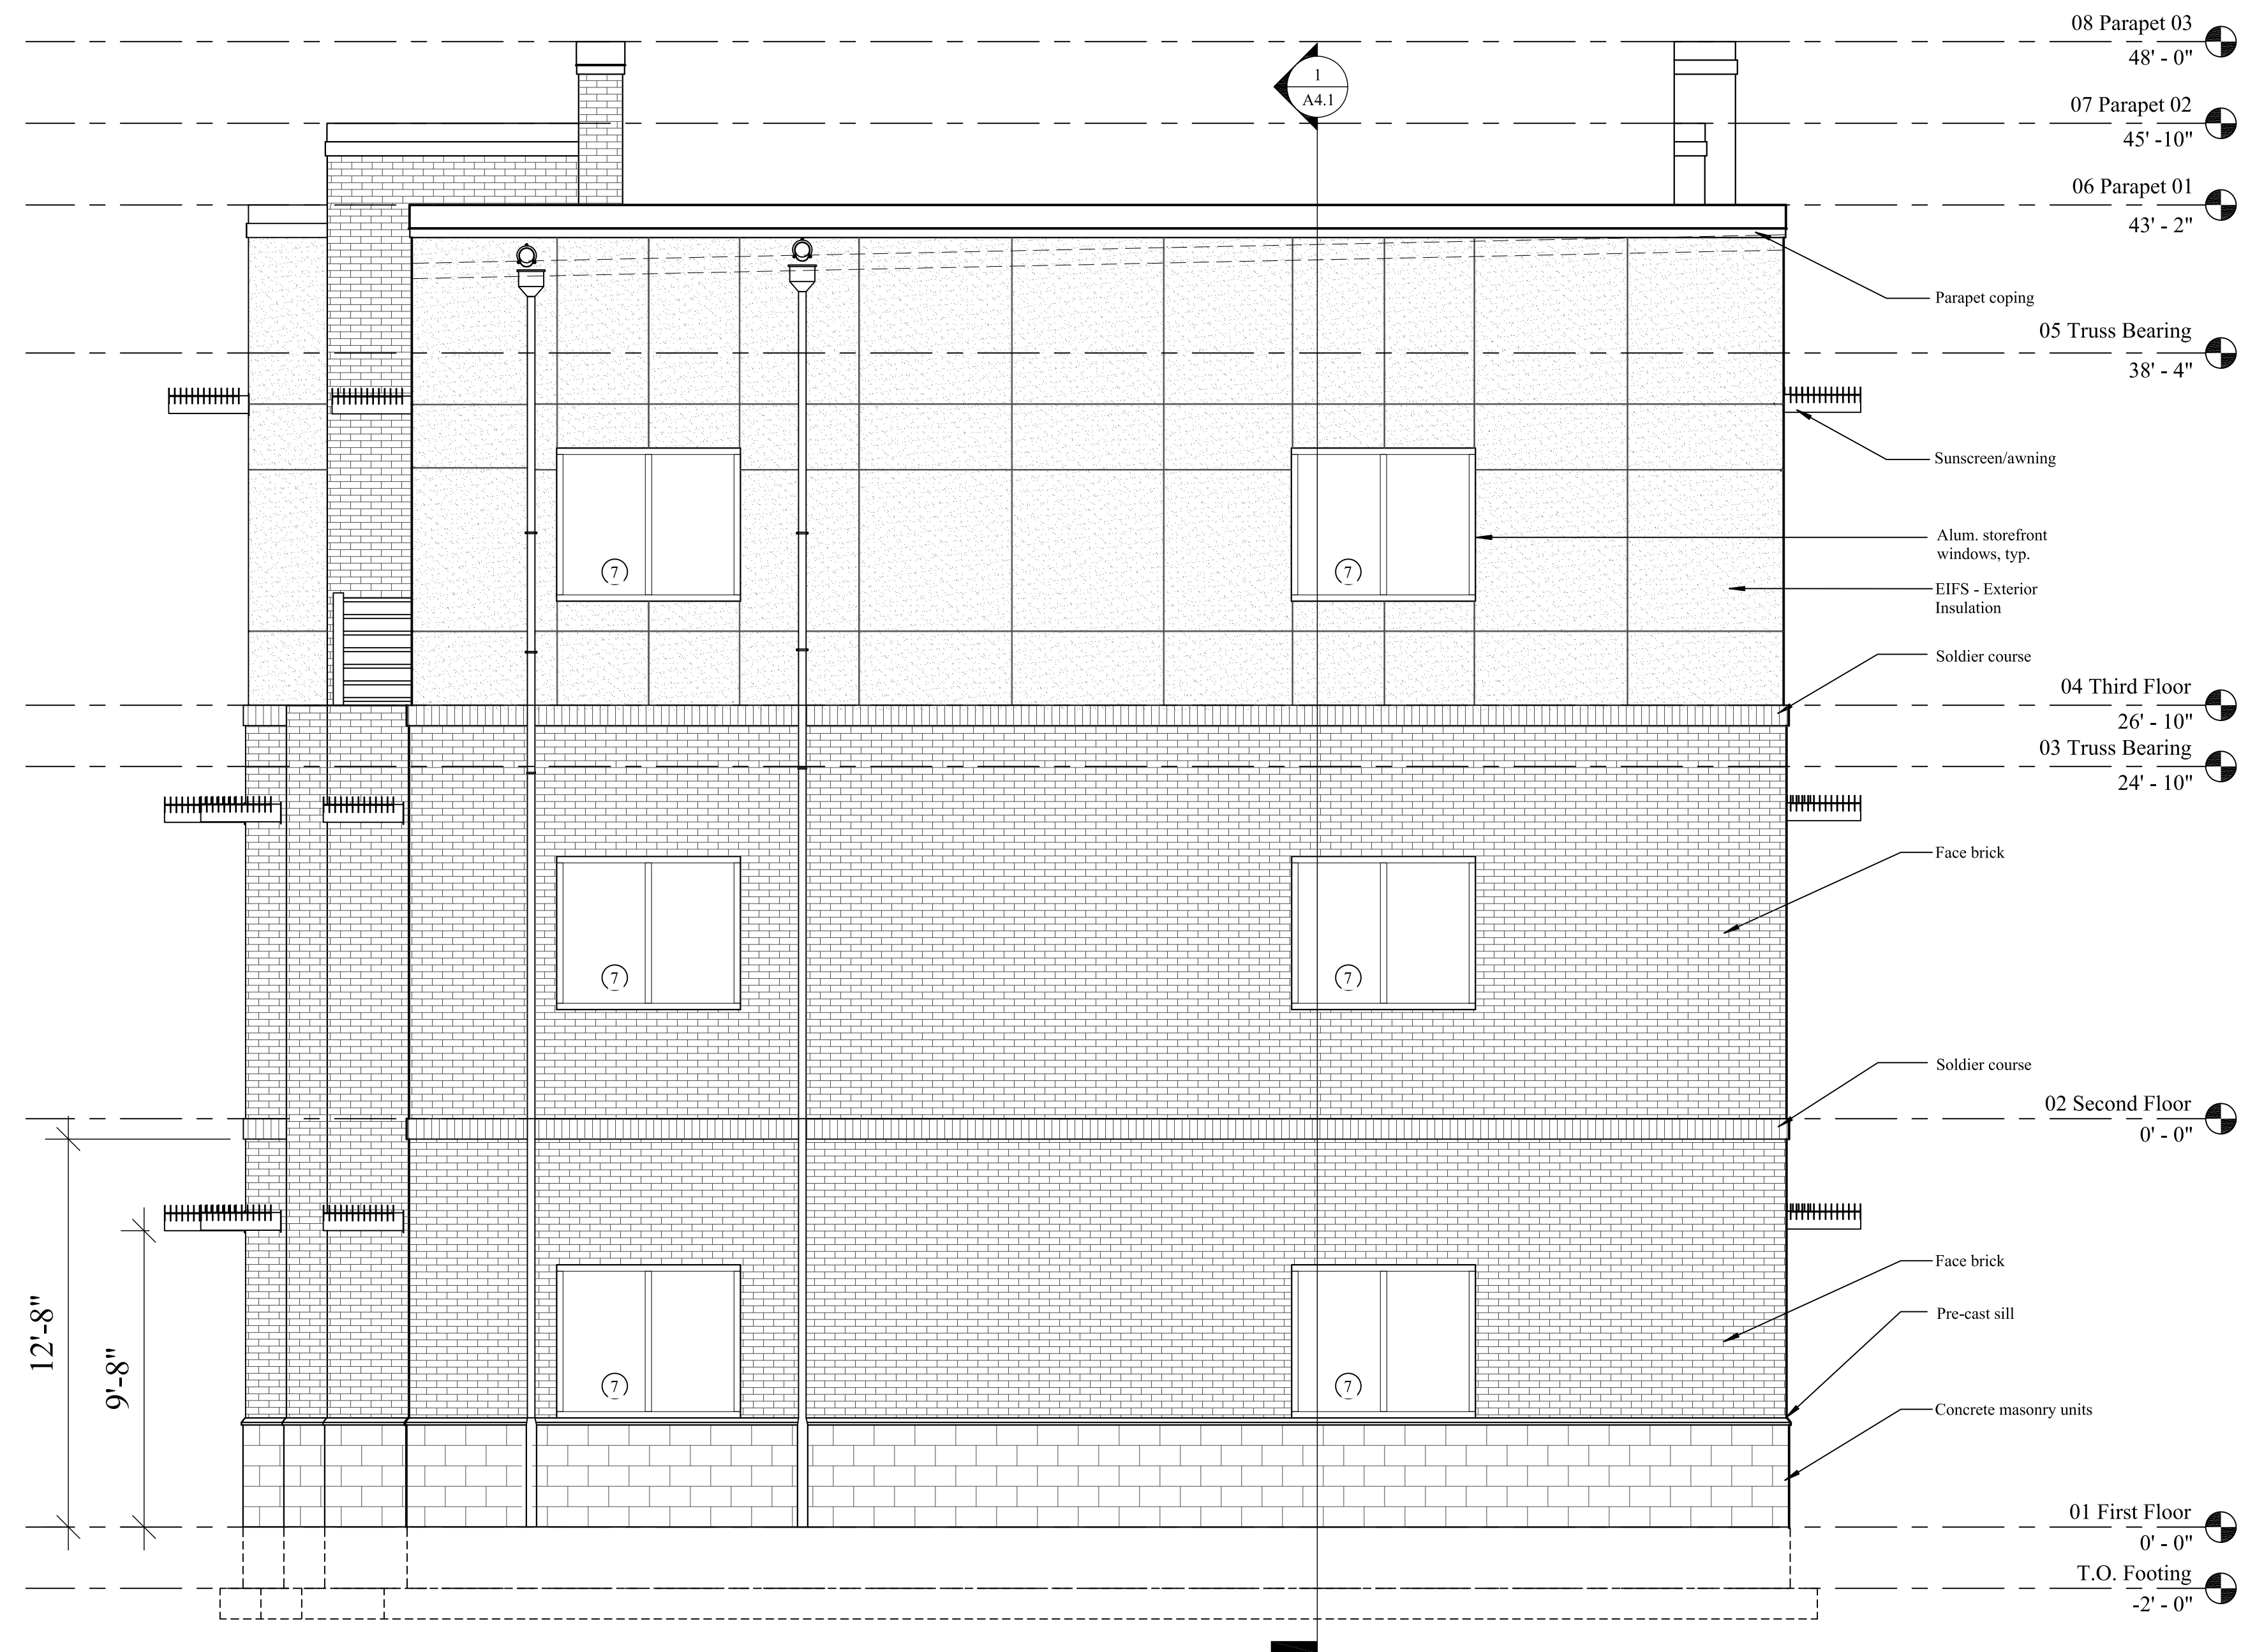 08 Parapet 03
48' - 0"
1
A4.1
07 Parapet 02
45' -10"
06 Parapet 01
43' - 2"
Parapet coping
05 Truss Bearing
38' - 4"
Sunscreen/awning
Alum. storefront
windows, typ.
7
7
EIFS - Exterior
Insulation
Soldier course
04 Third Floor
26' - 10"
03 Truss Bearing
24' - 10"
Face brick
7
7
Soldier course
02 Second Floor
0' - 0"
Face brick
Pre-cast sill
12'-8"
9'-8"
7
7
Concrete masonry units
01 First Floor
0' - 0"
T.O. Footing
-2' - 0"